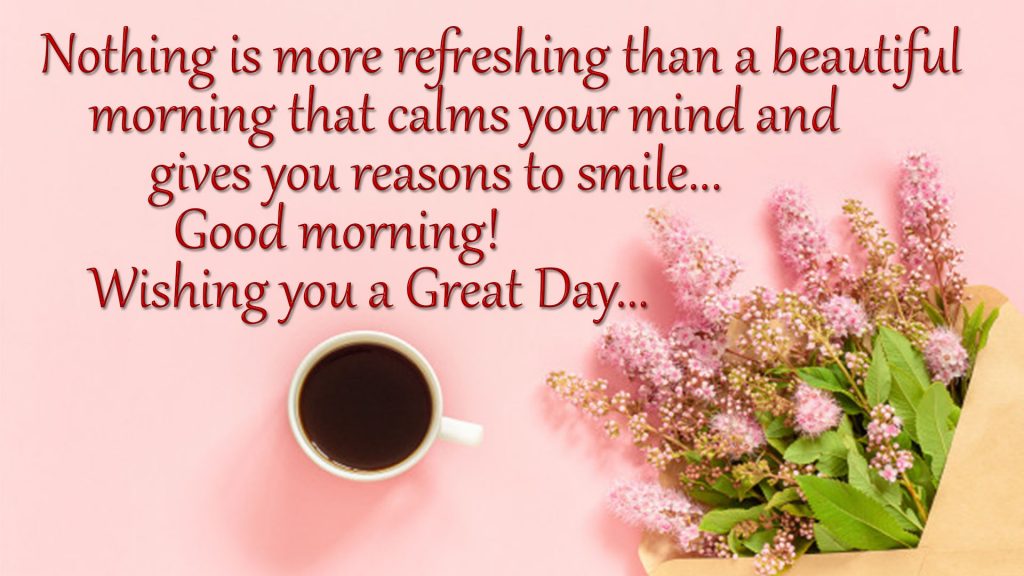 Nothing is more refreshing than a beautiful
morning that calms your mind and
gives you reasons to smile...
Good morning!
Wishing you a Great Day...